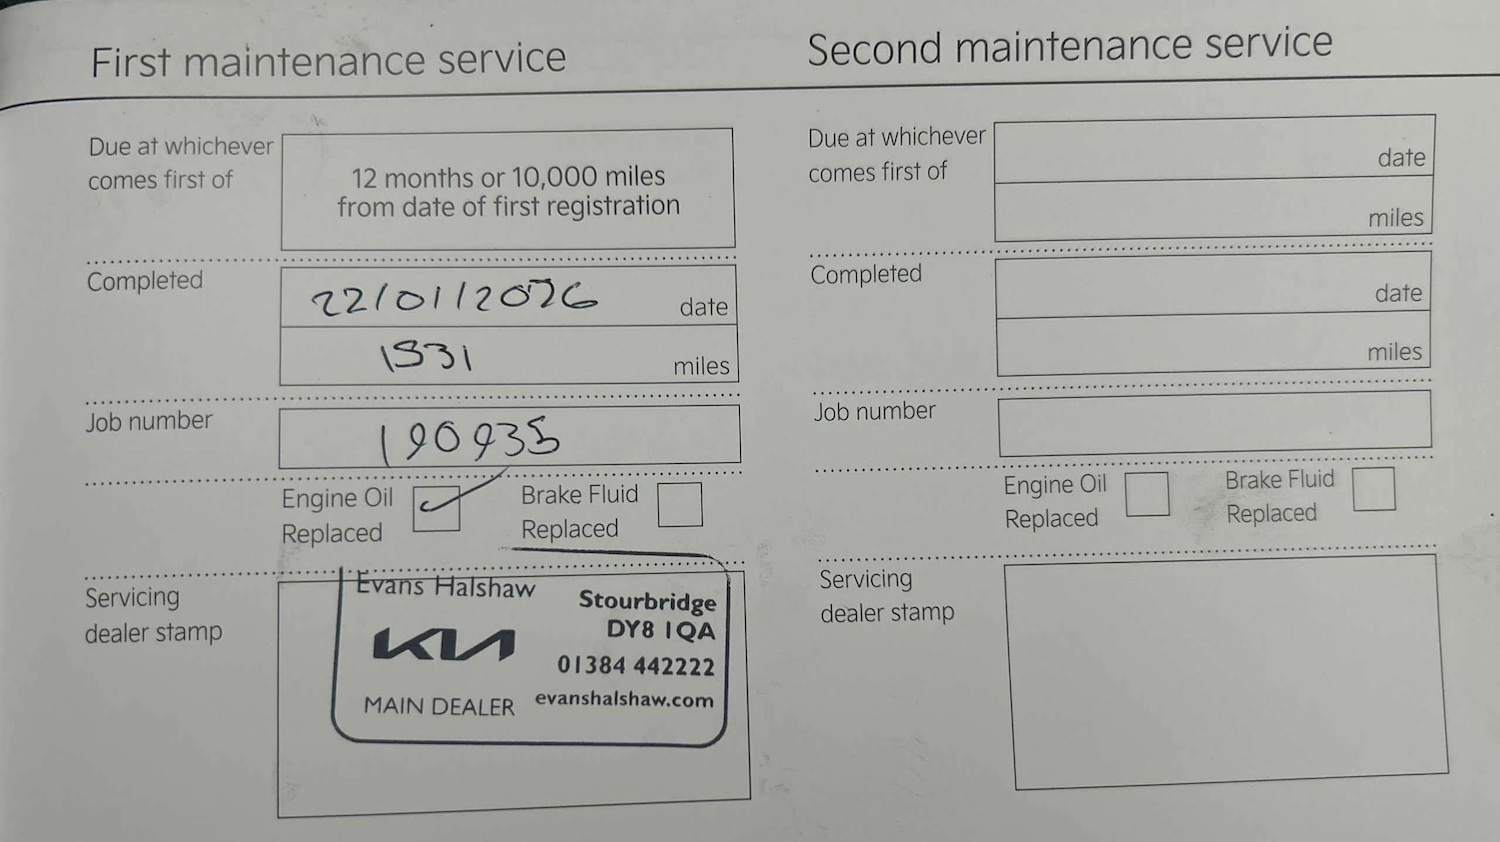 First maintenance service
Due at whichever
comes first of
12 months or 10,000 miles
from date of first registration
Completed
22/01/2026 date
1531 miles
Job number
190935
Engine Oil
Replaced
Brake Fluid
Replaced
Servicing
dealer stamp
Evans Halshaw
KIA
MAIN DEALER
Stourbridge
DY8 1QA
01384 442222
evanshalshaw.com
Second maintenance service
Due at whichever
comes first of
date
miles
Completed
date
miles
Job number
Engine Oil
Replaced
Brake Fluid
Replaced
Servicing
dealer stamp